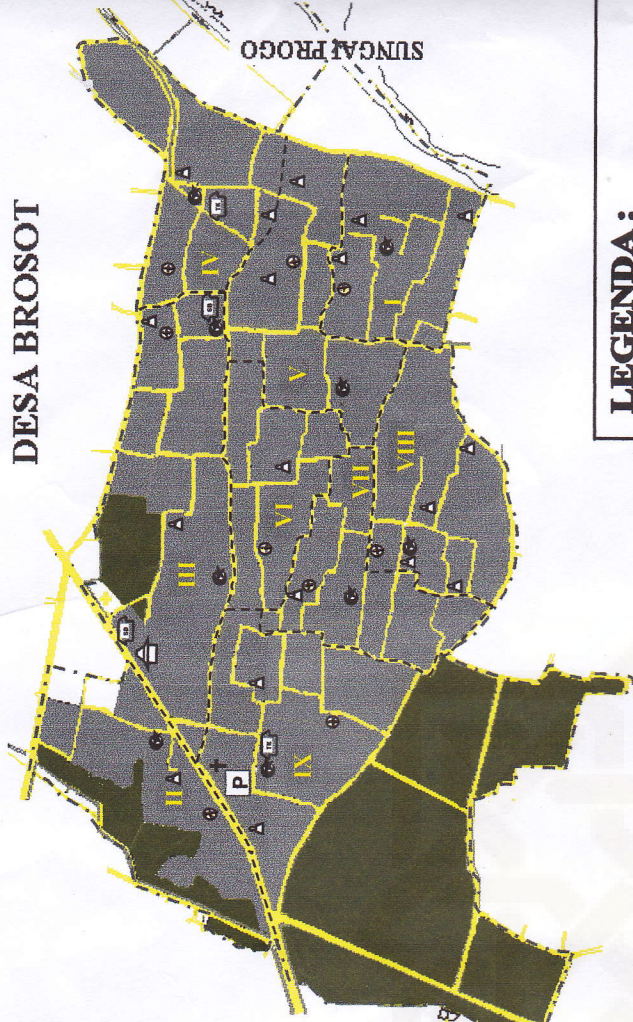 DESA BROSOT
SUNGAI PROGO
IV
I
V
III
VI
VII
VIII
II
IX
P
LEGENDA :